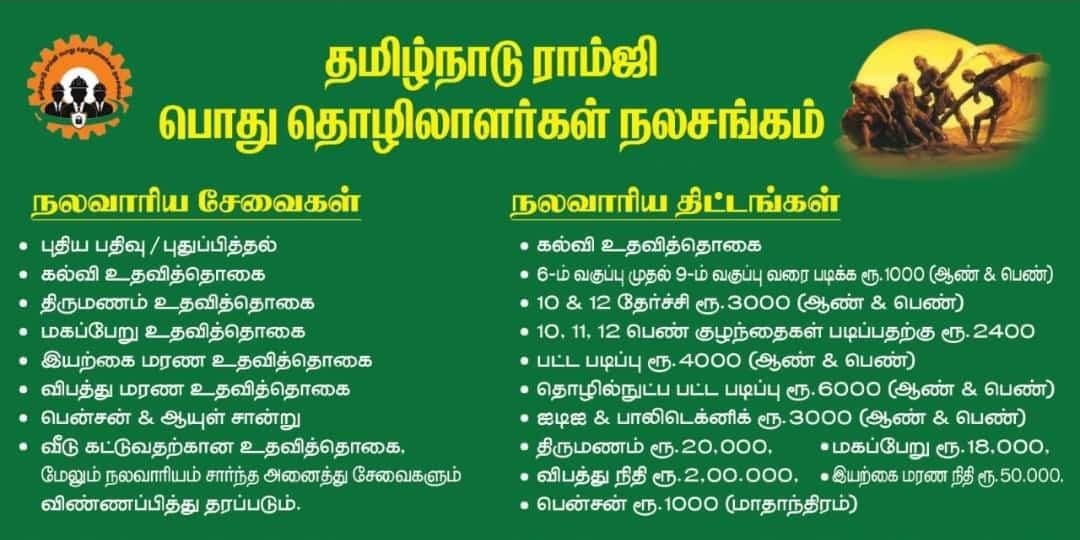 தமிழ்நாடு ராம்ஜி
பொது தொழிலாளர்கள் நலசங்கம்
நலவாரிய சேவைகள்
• புதிய பதிவு / புதுப்பித்தல்
• கல்வி உதவித்தொகை
• திருமணம் உதவித்தொகை
• மகப்பேறு உதவித்தொகை
• இயற்கை மரண உதவித்தொகை
• விபத்து மரண உதவித்தொகை
• பென்சன் & ஆயுள் சான்று
• வீடு கட்டுவதற்கான உதவித்தொகை,
மேலும் நலவாரியம் சார்ந்த அனைத்து சேவைகளும்
விண்ணப்பித்து தரப்படும்.
நலவாரிய திட்டங்கள்
• கல்வி உதவித்தொகை
• 6-ம் வகுப்பு முதல் 9-ம் வகுப்பு வரை படிக்க ரூ.1000 (ஆண் & பெண்)
• 10 & 12 தேர்ச்சி ரூ.3000 (ஆண் & பெண்)
• 10, 11, 12 பெண் குழந்தைகள் படிப்பதற்கு ரூ.2400
• பட்ட படிப்பு ரூ.4000 (ஆண் & பெண்)
• தொழில்நுட்ப பட்ட படிப்பு ரூ.6000 (ஆண் & பெண்)
• ஐடிஐ & பாலிடெக்னிக் ரூ.3000 (ஆண் & பெண்)
• திருமணம் ரூ.20,000, • மகப்பேறு ரூ.18,000,
• விபத்து நிதி ரூ.2,00.000, • இயற்கை மரண நிதி ரூ.50.000,
• பென்சன் ரூ.1000 (மாதாந்திரம்)